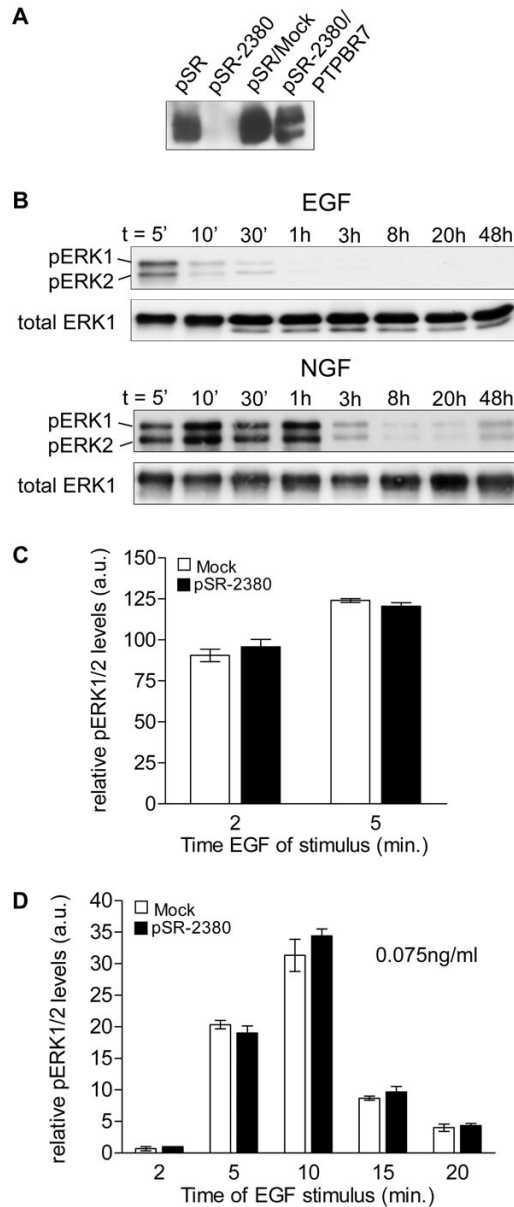 A
pSR
pSR-2380
pSR/Mock
pSR-2380/
PTPBR7
B
EGF
t = 5’ 10’ 30’ 1h 3h 8h 20h 48h
pERK1
pERK2
total ERK1
NGF
t = 5’ 10’ 30’ 1h 3h 8h 20h 48h
pERK1
pERK2
total ERK1
C
relative pERK1/2 levels (a.u.)
150
125
100
75
50
25
0
Mock
pSR-2380
2 5
Time EGF of stimulus (min.)
D
relative pERK1/2 levels (a.u.)
40
35
30
25
20
15
10
5
0
Mock
pSR-2380
0.075ng/ml
2 5 10 15 20
Time of EGF stimulus (min.)